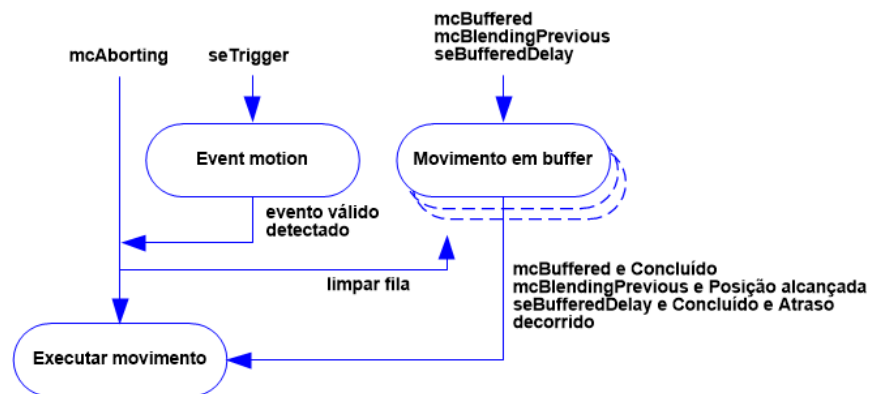 mcBuffered
mcBlendingPrevious
seBufferedDelay
mcAborting
seTrigger
Event motion
Movimento em buffer
evento válido
detectado
limpar fila
mcBuffered e Concluído
mcBlendingPrevious e Posição alcançada
seBufferedDelay e Concluído e Atraso
decorrido
Executar movimento